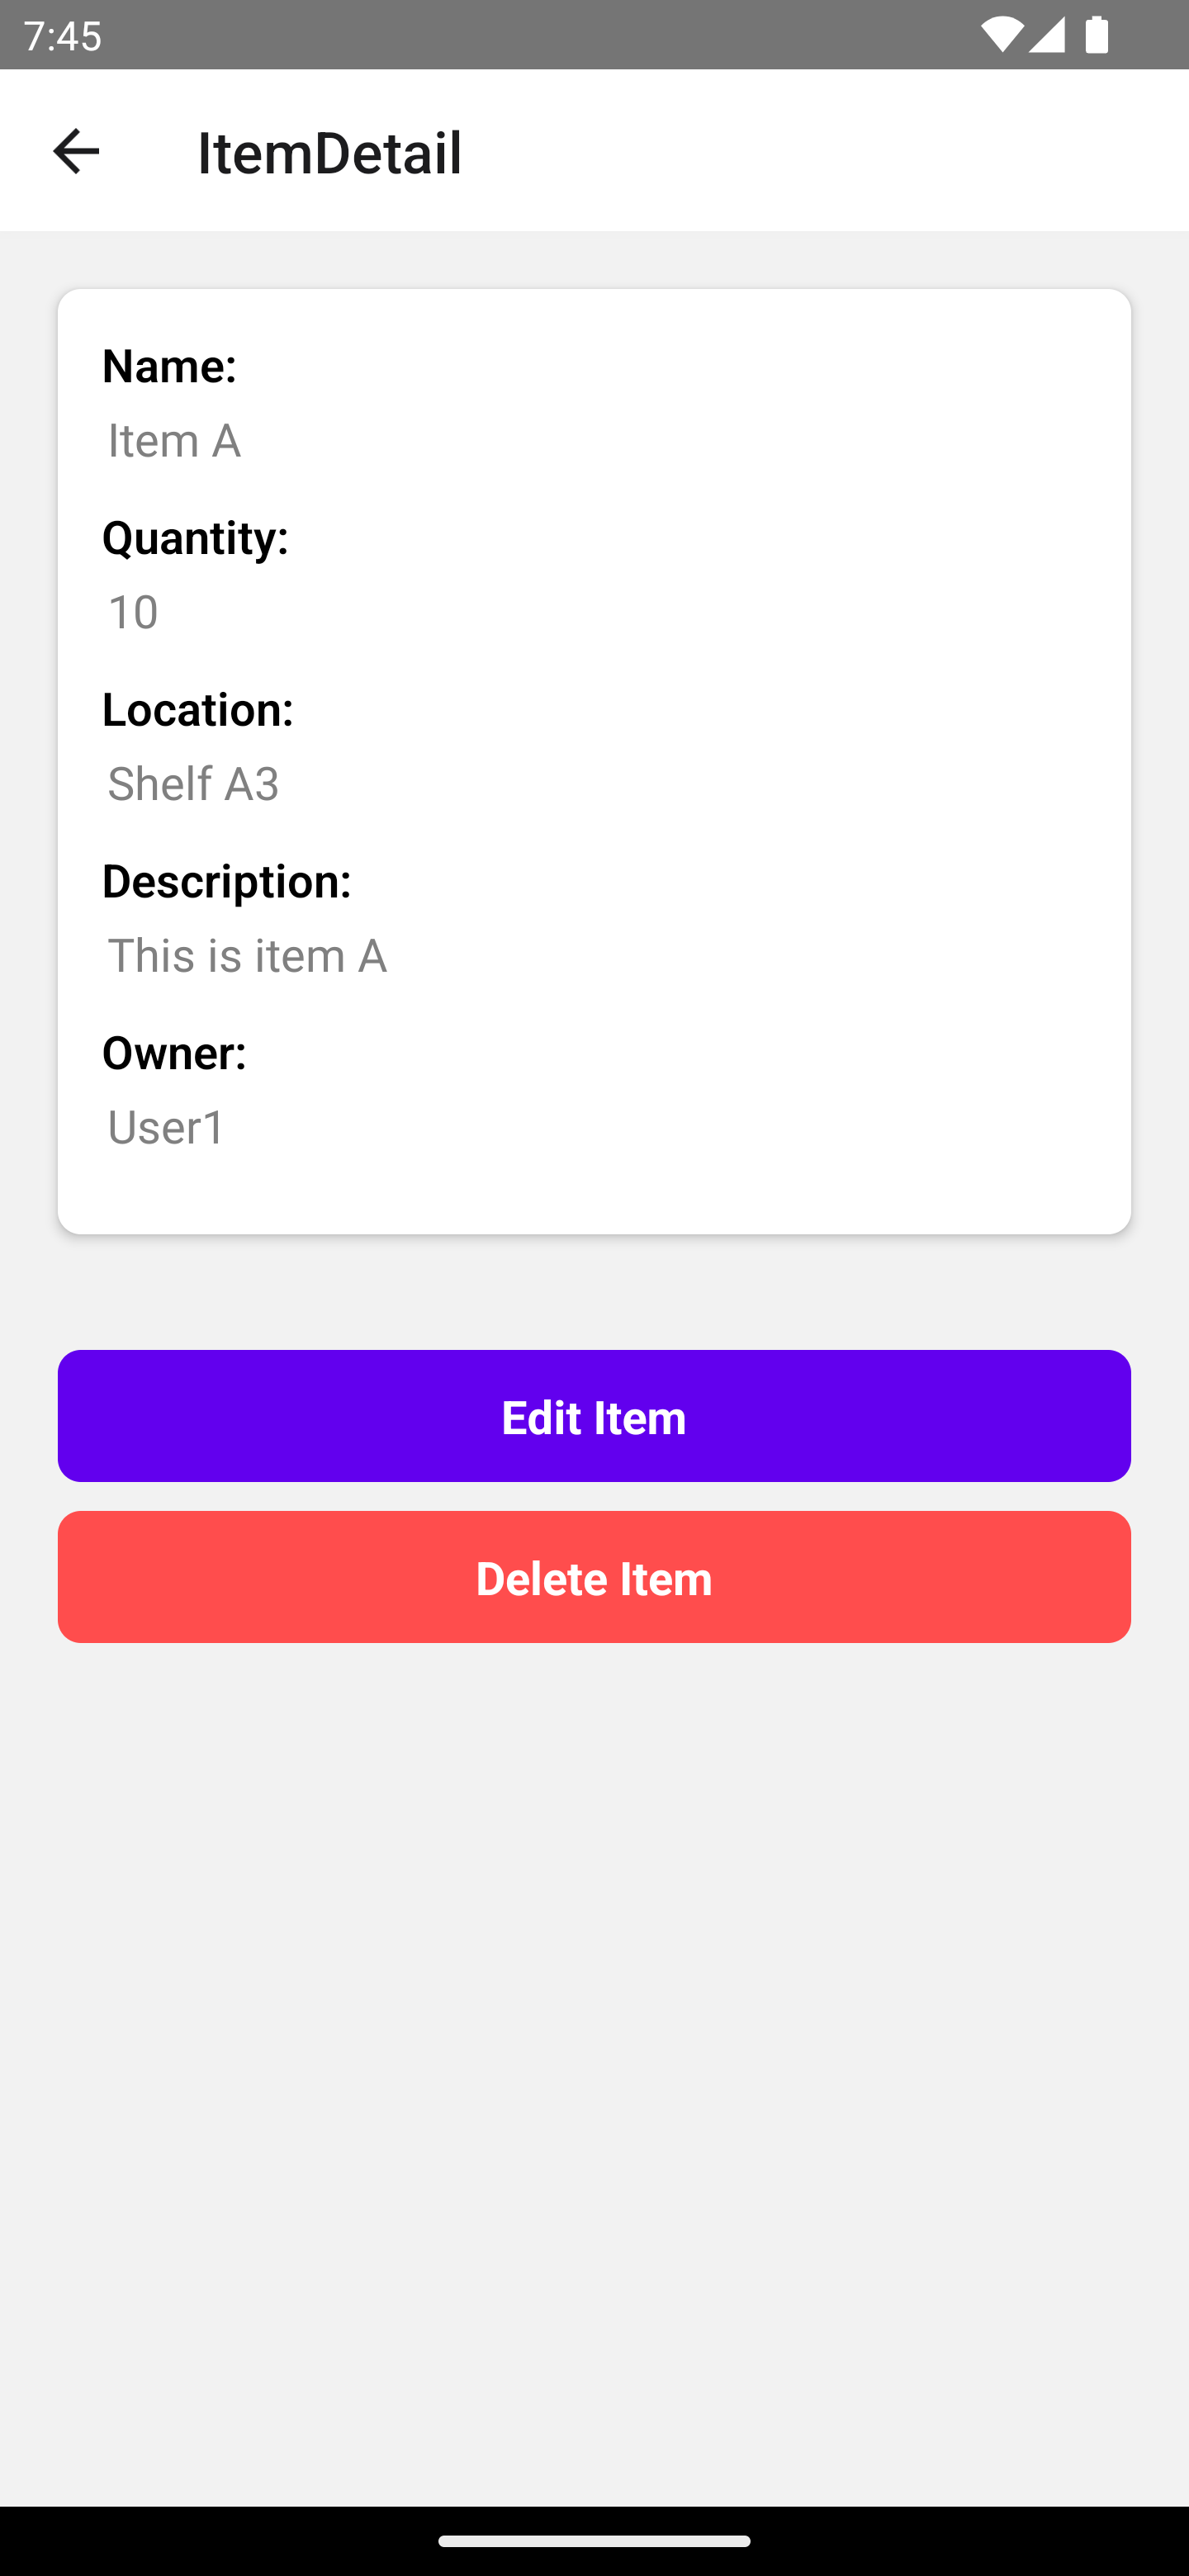 7:45
ItemDetail
Name:
Item A
Quantity:
10
Location:
Shelf A3
Description:
This is item A
Owner:
User1
Edit Item
Delete Item